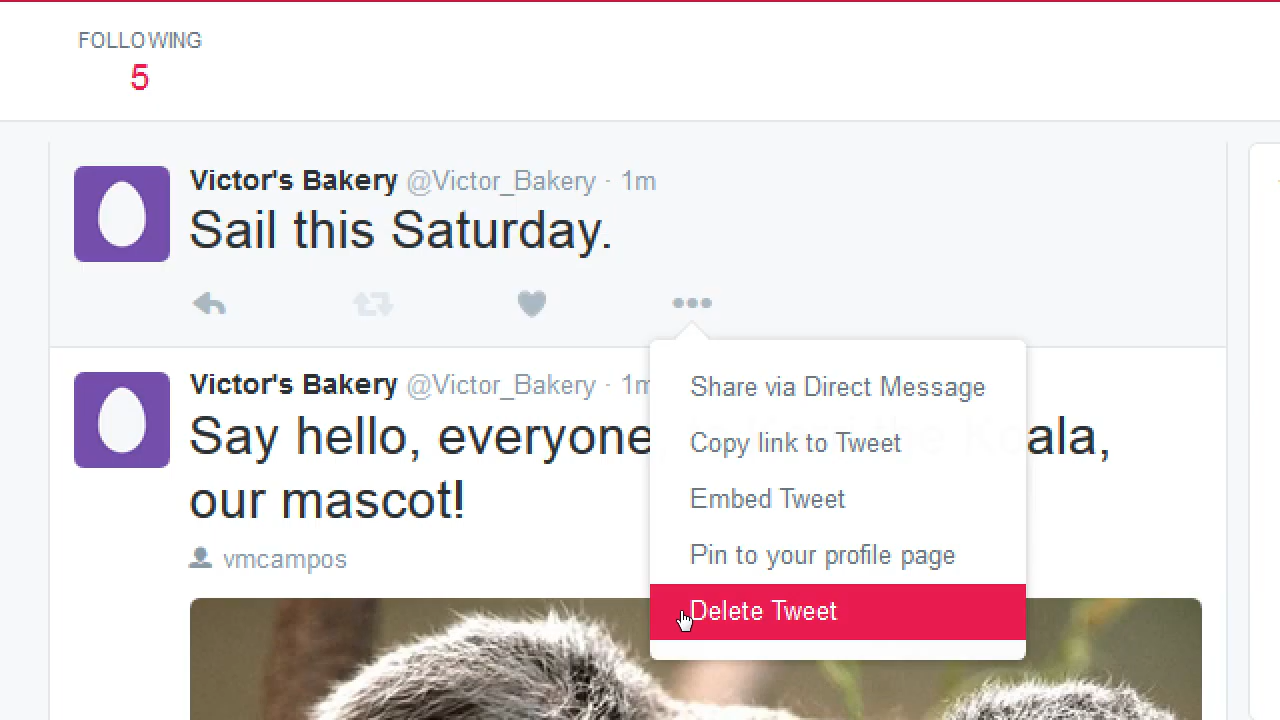 FOLLOWING
5
Victor's Bakery @Victor_Bakery · 1m
Sail this Saturday.
Victor's Bakery @Victor_Bakery · 1m
Say hello, everyone, ala,
our mascot!
vmcampos
Share via Direct Message
Copy link to Tweet
Embed Tweet
Pin to your profile page
Delete Tweet